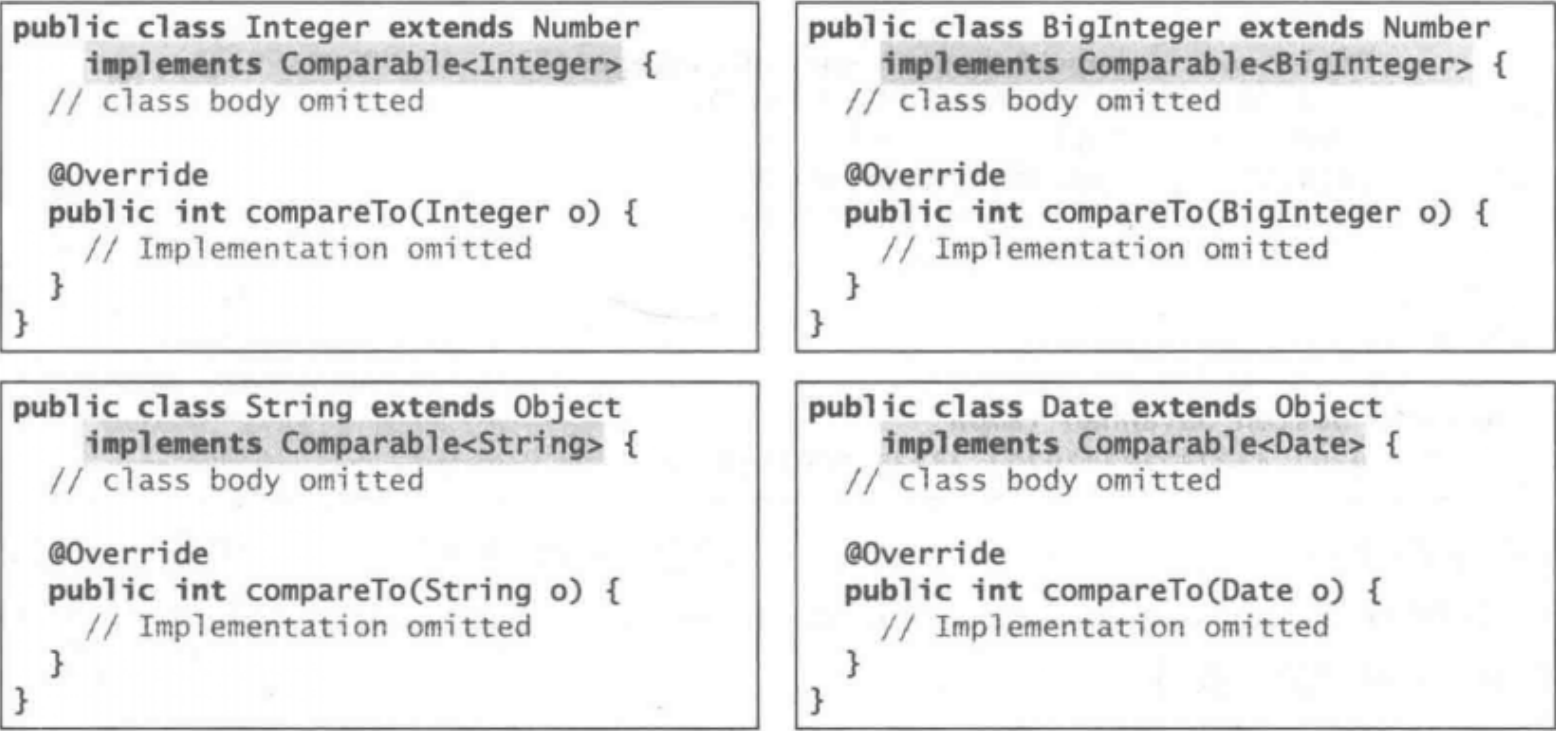 public class Integer extends Number
    implements Comparable<Integer> {
  // class body omitted

  @Override
  public int compareTo(Integer o) {
    // Implementation omitted
  }
}
public class BigInteger extends Number
    implements Comparable<BigInteger> {
  // class body omitted

  @Override
  public int compareTo(BigInteger o) {
    // Implementation omitted
  }
}
public class String extends Object
    implements Comparable<String> {
  // class body omitted

  @Override
  public int compareTo(String o) {
    // Implementation omitted
  }
}
public class Date extends Object
    implements Comparable<Date> {
  // class body omitted

  @Override
  public int compareTo(Date o) {
    // Implementation omitted
  }
}